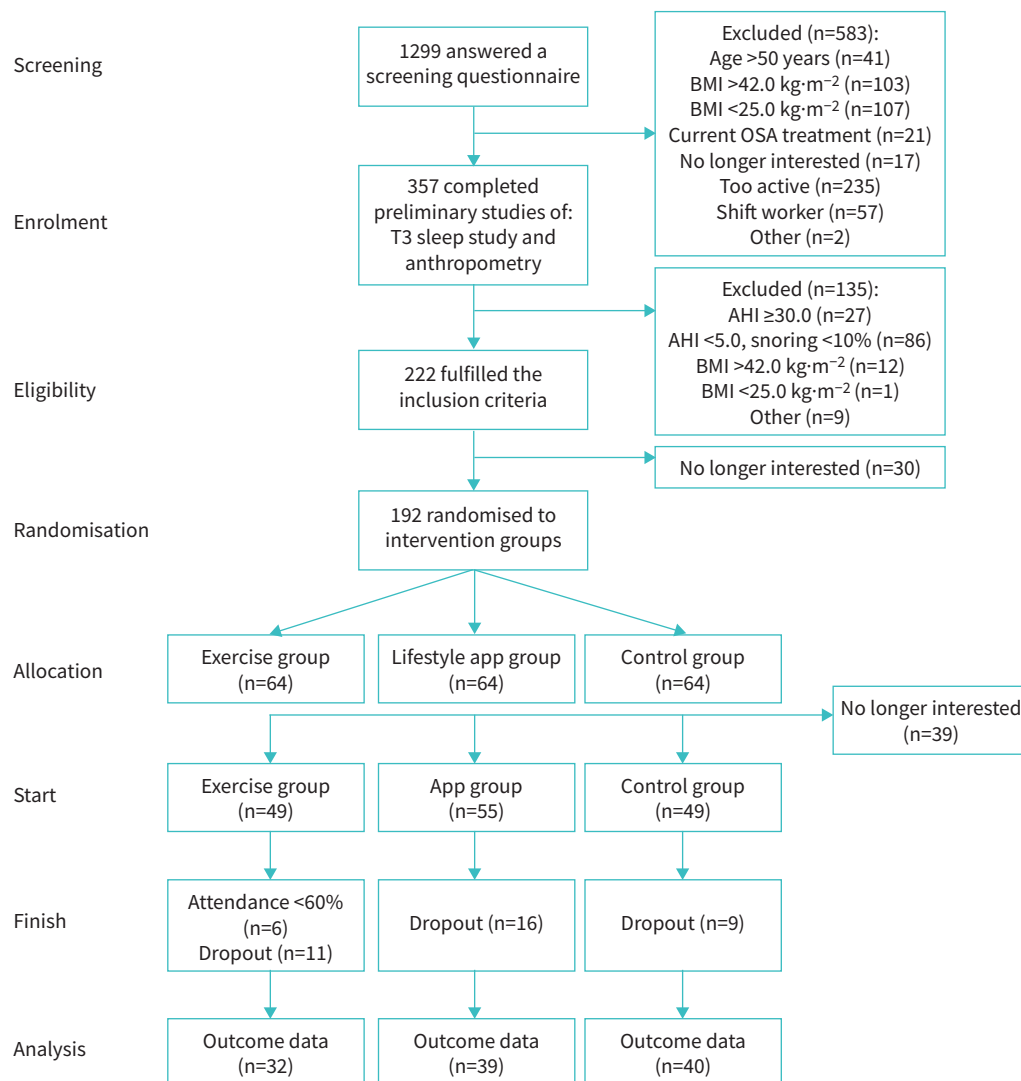 Screening
1299 answered a
screening questionnaire
Excluded (n=583):
Age >50 years (n=41)
BMI >42.0 kg·m⁻² (n=103)
BMI <25.0 kg·m⁻² (n=107)
Current OSA treatment (n=21)
No longer interested (n=17)
Too active (n=235)
Shift worker (n=57)
Other (n=2)
Enrolment
357 completed
preliminary studies of:
T3 sleep study and
anthropometry
Excluded (n=135):
AHI ≥30.0 (n=27)
AHI <5.0, snoring <10% (n=86)
BMI >42.0 kg·m⁻² (n=12)
BMI <25.0 kg·m⁻² (n=1)
Other (n=9)
Eligibility
222 fulfilled the
inclusion criteria
No longer interested (n=30)
Randomisation
192 randomised to
intervention groups
Allocation
Exercise group
(n=64)
Lifestyle app group
(n=64)
Control group
(n=64)
No longer interested
(n=39)
Start
Exercise group
(n=49)
App group
(n=55)
Control group
(n=49)
Finish
Attendance <60%
(n=6)
Dropout (n=11)
Dropout (n=16)
Dropout (n=9)
Analysis
Outcome data
(n=32)
Outcome data
(n=39)
Outcome data
(n=40)